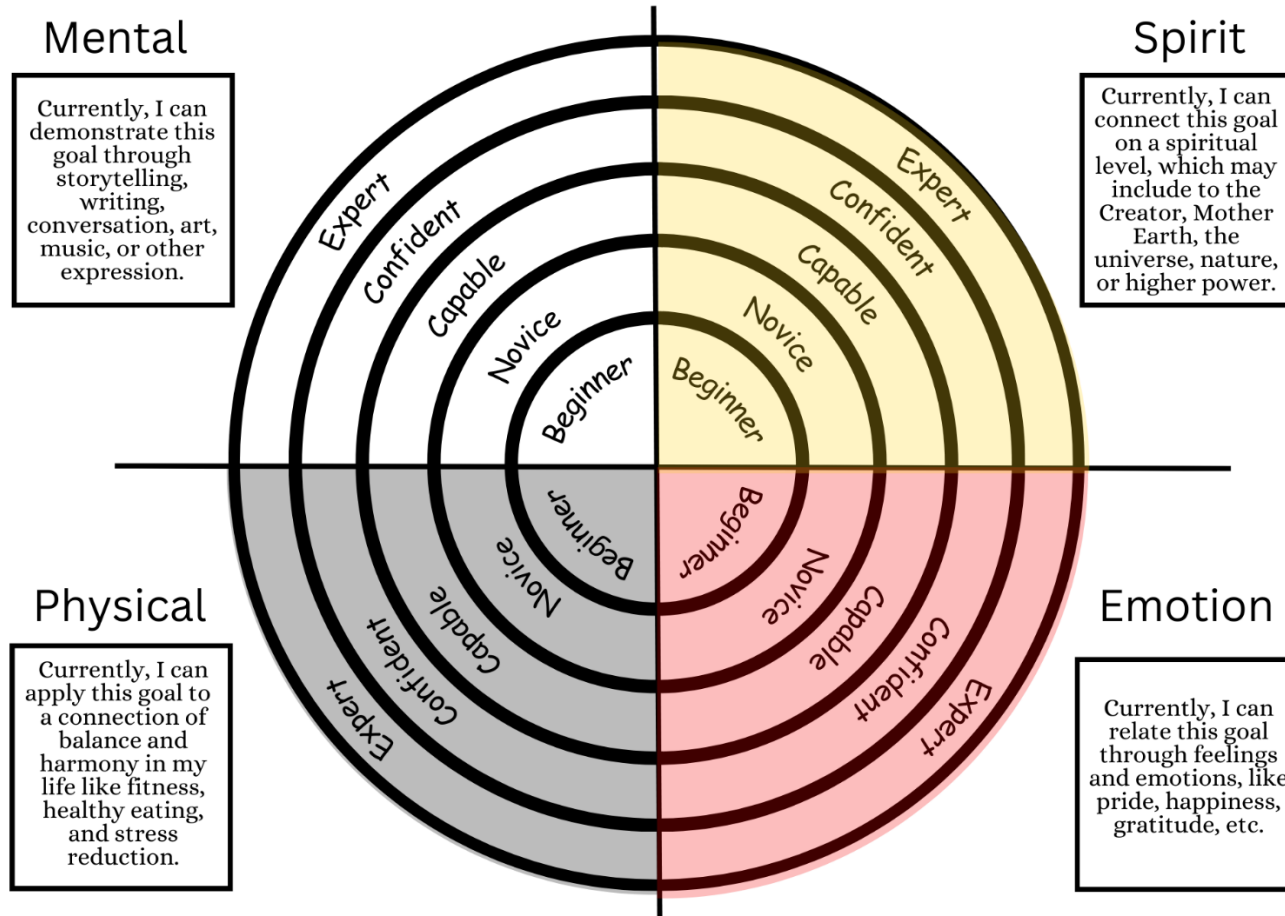 Mental
Currently, I can
demonstrate this
goal through
storytelling,
writing,
conversation, art,
music, or other
expression.
Expert
Confident
Capable
Novice
Beginner
Spirit
Currently, I can
connect this goal
on a spiritual
level, which may
include to the
Creator, Mother
Earth, the
universe, nature,
or higher power.
Expert
Confident
Capable
Novice
Beginner
Physical
Currently, I can
apply this goal to
a connection of
balance and
harmony in my
life like fitness,
healthy eating,
and stress
reduction.
Beginner
Novice
Capable
Confident
Expert
Emotion
Currently, I can
relate this goal
through feelings
and emotions, like
pride, happiness,
gratitude, etc.
Beginner
Novice
Capable
Confident
Expert